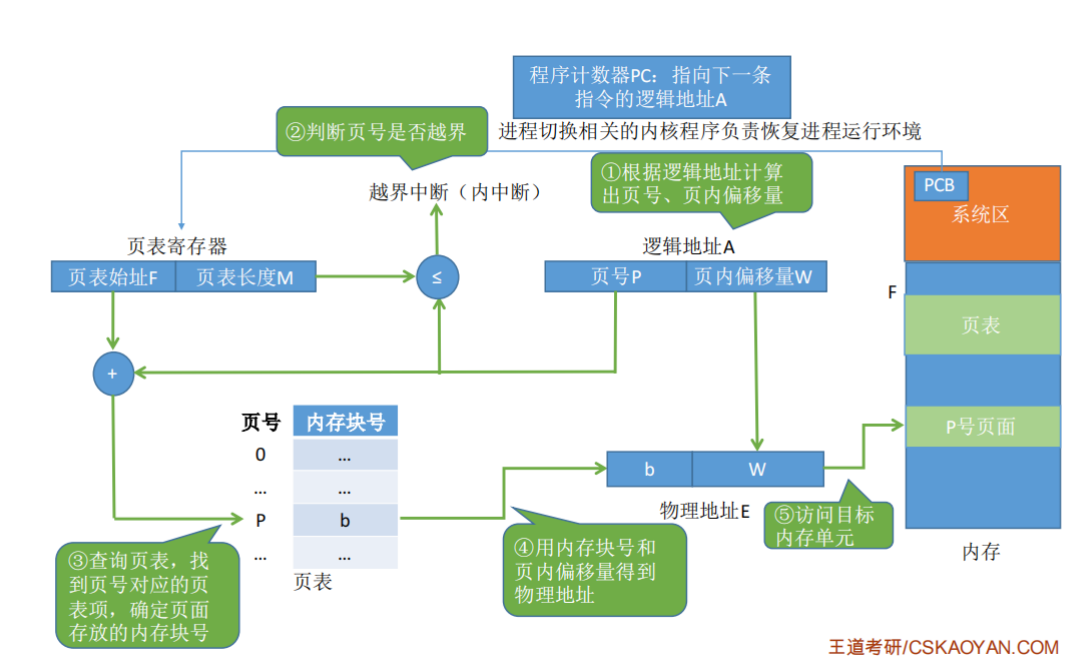 程序计数器PC：指向下一条
指令的逻辑地址A
②判断页号是否越界
进程切换相关的内核程序负责恢复进程运行环境
越界中断（内中断）
①根据逻辑地址计算
出页号、页内偏移量
PCB
系统区
页表寄存器
逻辑地址A
页表始址F
页表长度M
≤
页号P
页内偏移量W
F
页表
+
页号
内存块号
0
...
...
...
P
b
...
...
页表
b
W
物理地址E
P号页面
③查询页表，找
到页号对应的页
表项，确定页面
存放的内存块号
④用内存块号和
页内偏移量得到
物理地址
⑤访问目标
内存单元
内存
王道考研/CSKAOYAN.COM